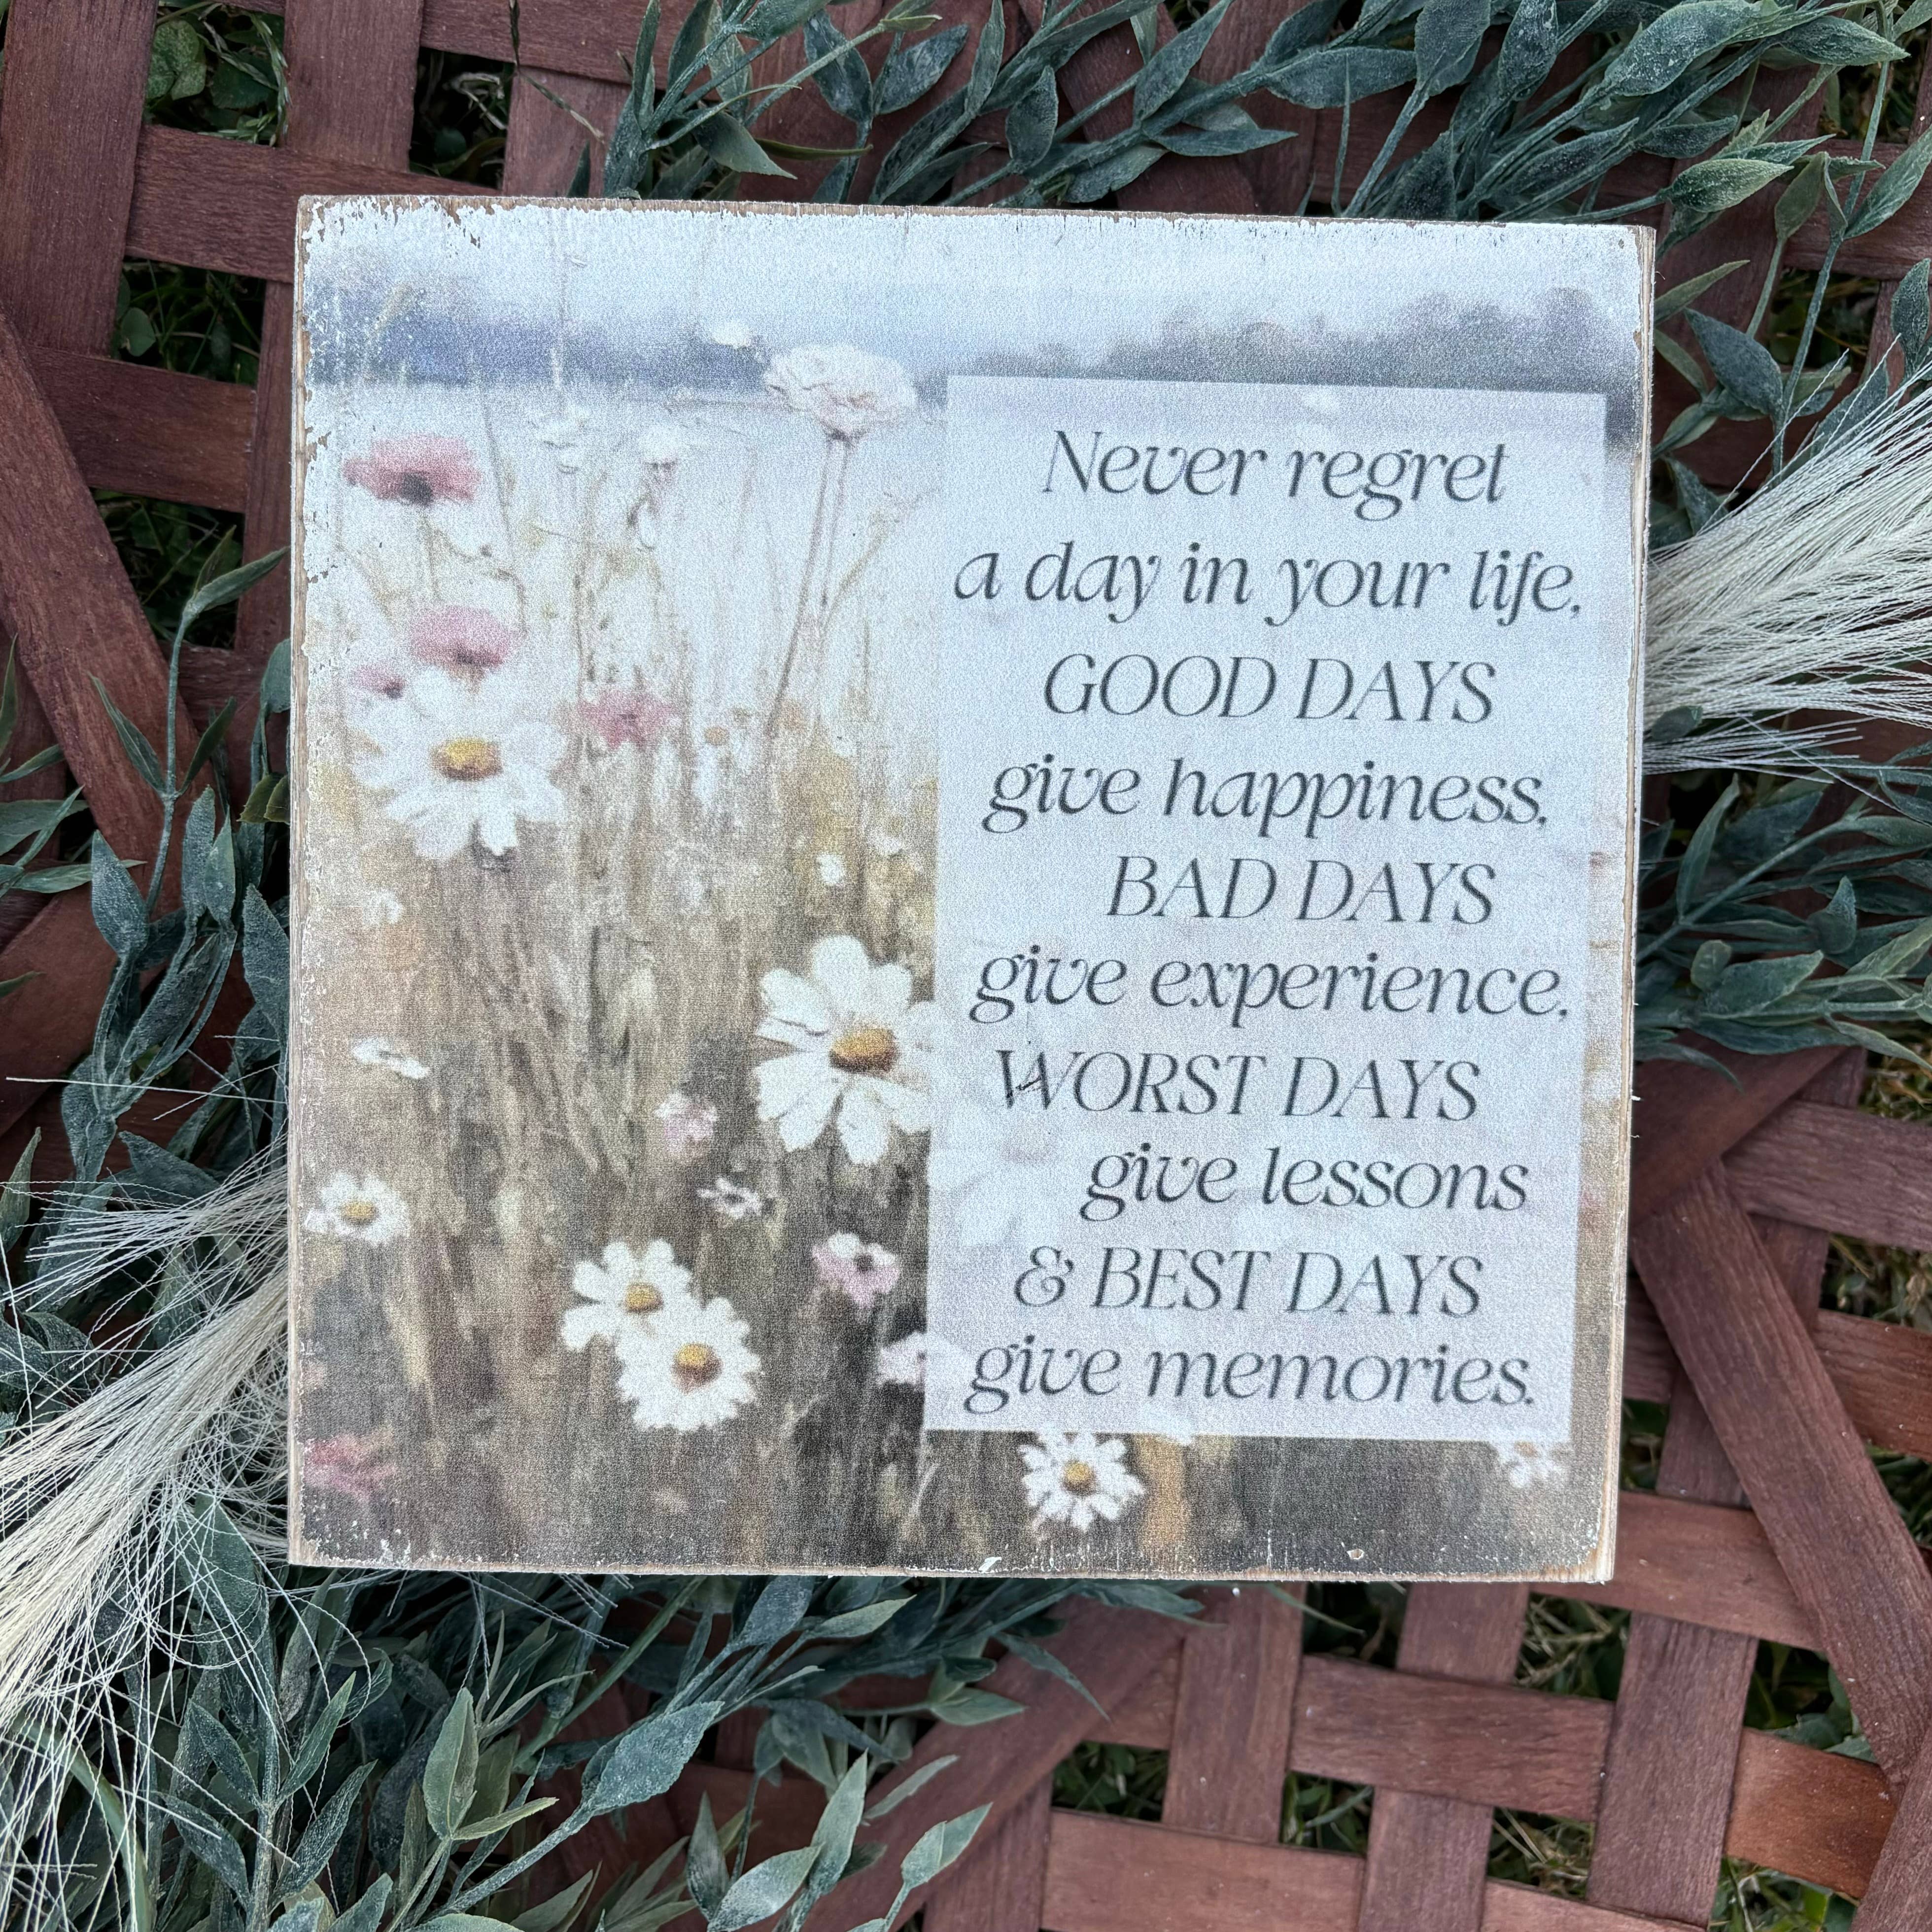 Never regret
a day in your life,
GOOD DAYS
give happiness,
BAD DAYS
give experience,
WORST DAYS
give lessons
& BEST DAYS
give memories.